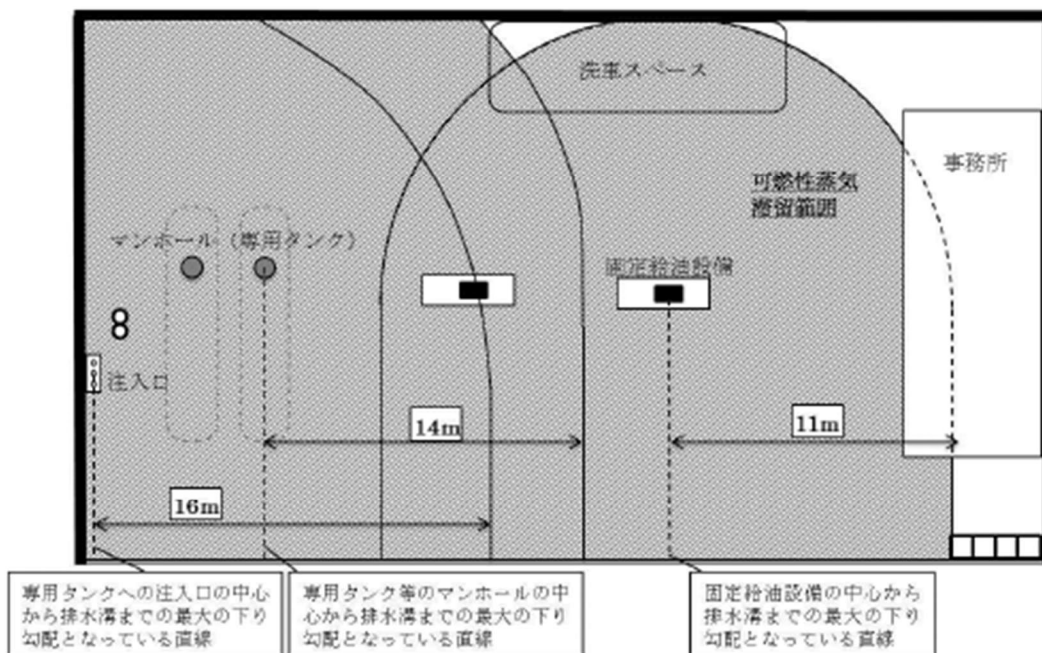 洗車スペース
事務所
可燃性蒸気
滞留範囲
マンホール（専用タンク）
固定給油設備
8
注入口
14m
11m
16m
専用タンクへの注入口の中心
から排水溝までの最大の下り
勾配となっている直線
専用タンク等のマンホールの中
心から排水溝までの最大の下り
勾配となっている直線
固定給油設備の中心から
排水溝までの最大の下り
勾配となっている直線